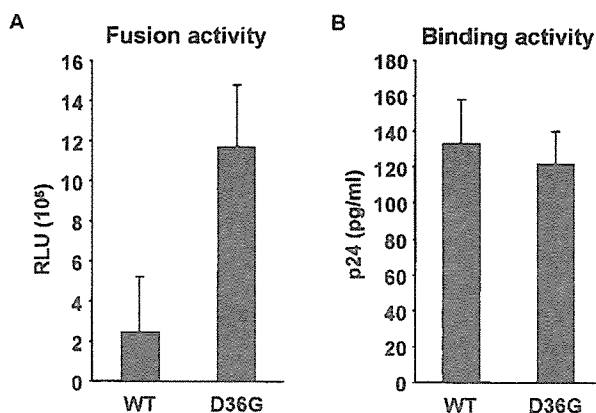 A
Fusion activity
16
14
12
10
8
6
4
2
0
RLU (10⁵)
WT
D36G
B
Binding activity
180
160
140
120
100
80
60
40
20
0
p24 (pg/ml)
WT
D36G